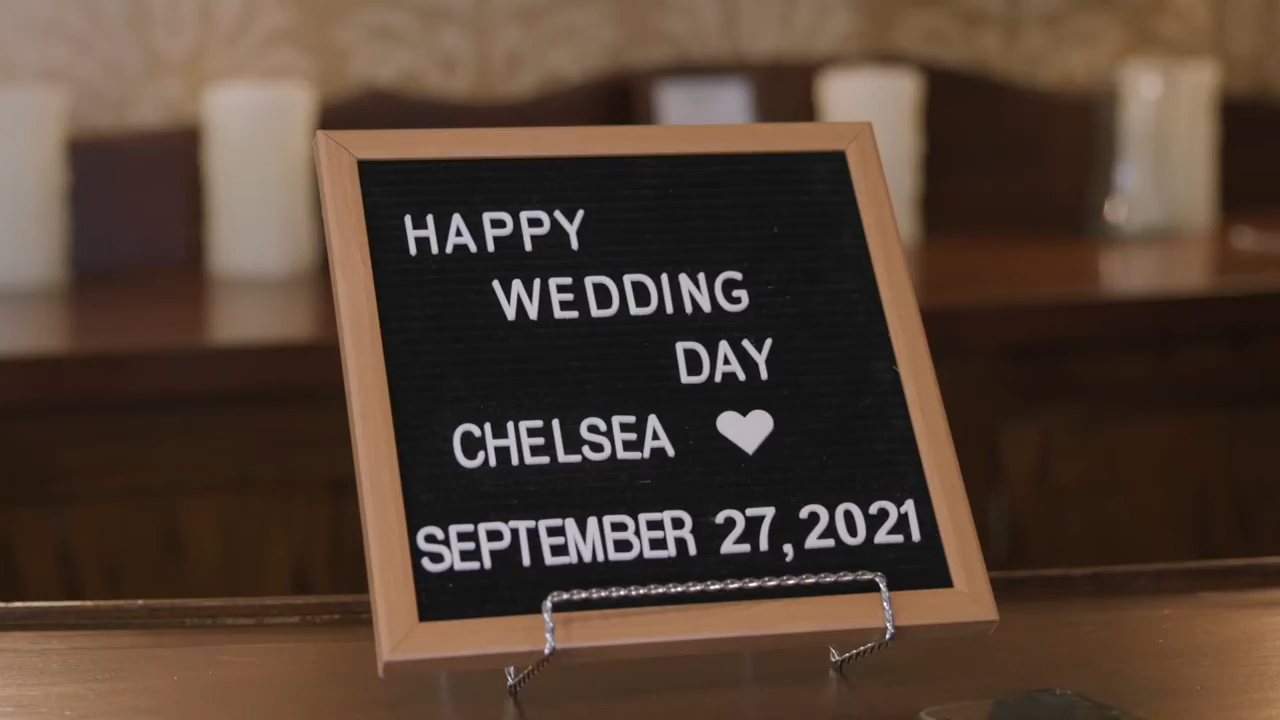 HAPPY
WEDDING
DAY
CHELSEA ♥
SEPTEMBER 27, 2021